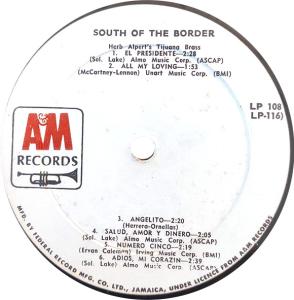 SOUTH OF THE BORDER
Herb Alpert's Tijuana Brass
1. EL PRESIDENTE—2:28
(Sol. Lake) Almo Music Corp. (ASCAP)
2. ALL MY LOVING—1:53
(McCartney-Lennon) Unart Music Corp. (BMI)
LP 108
LP-116)
A&M
RECORDS
3. ANGELITO—2:20
(Herrero-Ornellas)
4. SALUD, AMOR Y DINERO—2:05
(Sol. Lake) Almo Music Corp. (ASCAP)
5. NUMERO CINCO—2:19
(Ervan Coleman) Irving Music Corp. (BMI)
6. ADIOS, MI CORAZIN—2:39
(Sol. Lake) Almo Music Corp. (ASCAP)
MFD. BY FEDERAL RECORD MFG. CO. LTD., JAMAICA, UNDER LICENCE FROM A&M RECORDS